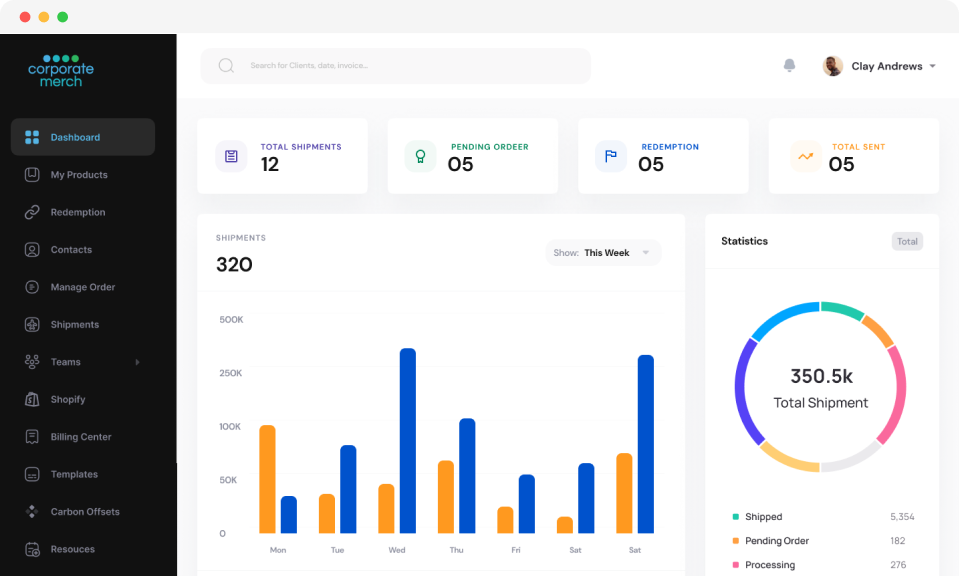 corporate
merch
Search for Clients, date, invoice...
Clay Andrews
Dashboard
My Products
Redemption
Contacts
Manage Order
Shipments
Teams
Shopify
Billing Center
Templates
Carbon Offsets
Resouces
TOTAL SHIPMENTS
12
PENDING ORDEER
05
REDEMPTION
05
TOTAL SENT
05
SHIPMENTS
320
Show: This Week
500K
250K
100K
50K
0
Mon Tue Wed Thu Fri Sat Sat
Statistics
Total
350.5k
Total Shipment
Shipped 5,354
Pending Order 182
Processing 276